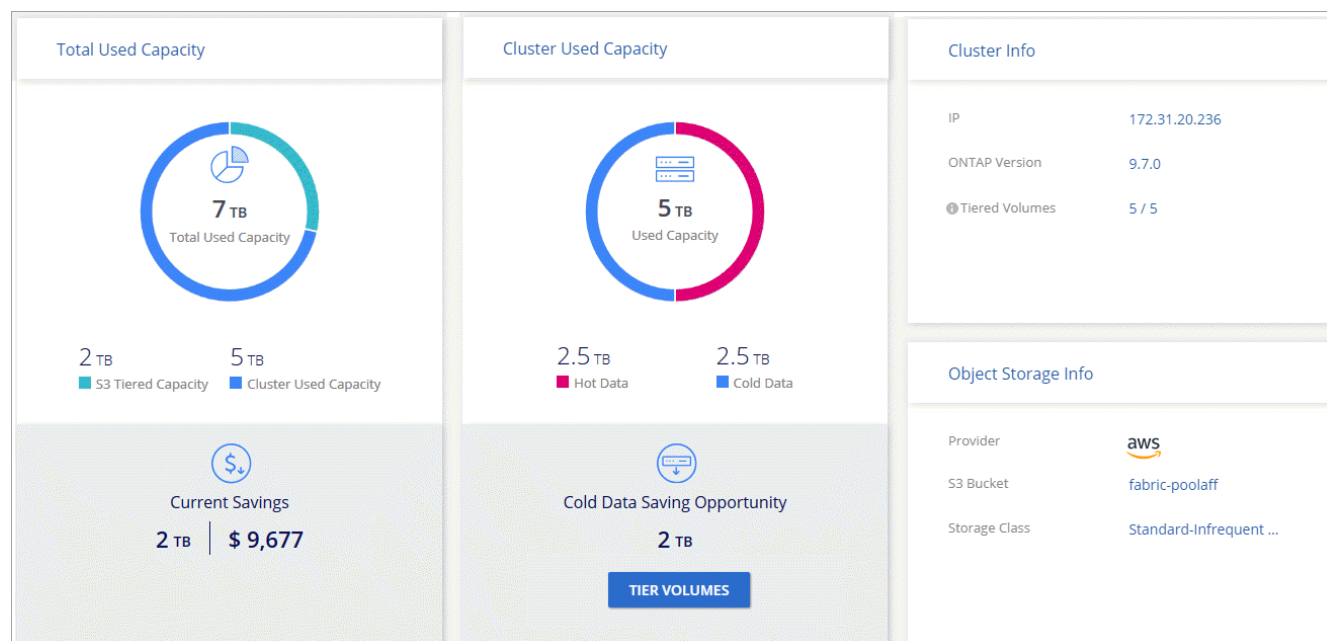 Total Used Capacity
7 TB
Total Used Capacity
2 TB
5 TB
S3 Tiered Capacity
Cluster Used Capacity
Current Savings
2 TB
$ 9,677
Cluster Used Capacity
5 TB
Used Capacity
2.5 TB
2.5 TB
Hot Data
Cold Data
Cold Data Saving Opportunity
2 TB
TIER VOLUMES
Cluster Info
IP 172.31.20.236
ONTAP Version 9.7.0
Tiered Volumes 5 / 5
Object Storage Info
Provider aws
S3 Bucket fabric-poolaff
Storage Class Standard-Infrequent ...